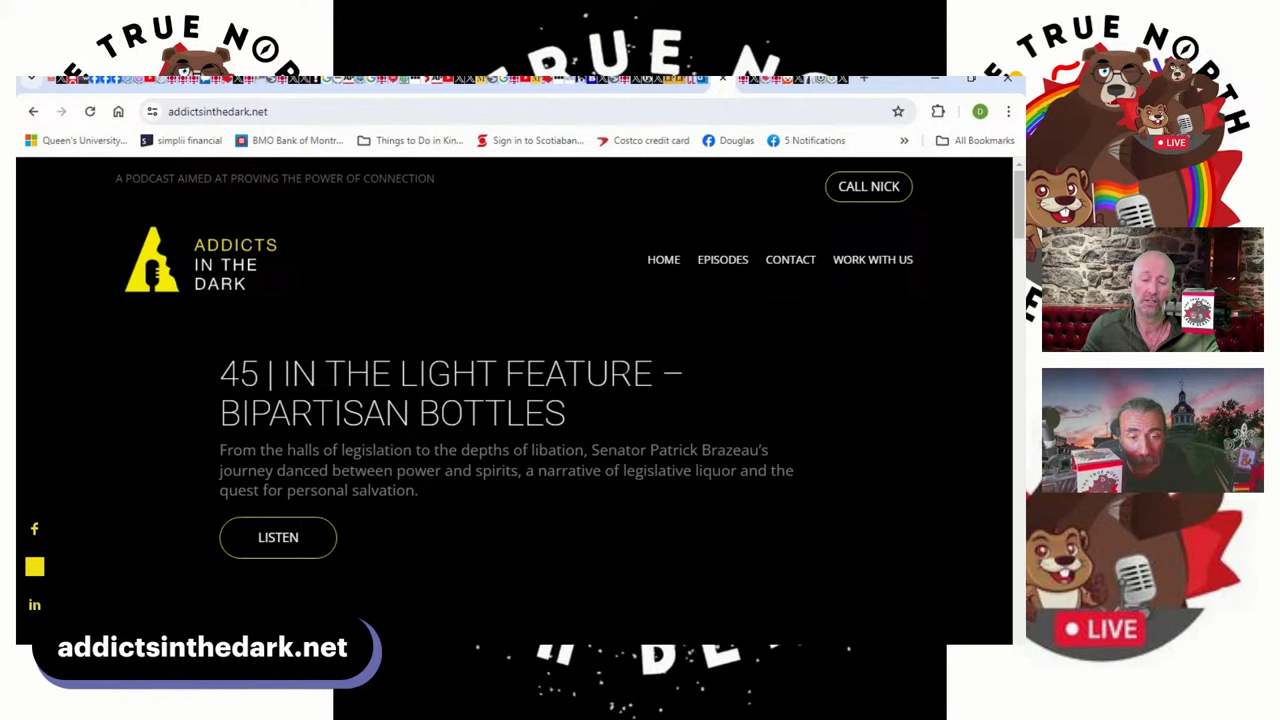 TRUE NO
TRUE N
TRUE NORTH
addictsinthedark.net
D
Queen's University...
simplii financial
BMO Bank of Montr...
Things to Do in Kin...
Sign in to Scotiaban...
Costco credit card
Douglas
5 Notifications
»
All Bookmarks
LIVE
A PODCAST AIMED AT PROVING THE POWER OF CONNECTION
CALL NICK
ADDICTS
IN THE
DARK
HOME
EPISODES
CONTACT
WORK WITH US
45 | IN THE LIGHT FEATURE –
BIPARTISAN BOTTLES
From the halls of legislation to the depths of libation, Senator Patrick Brazeau's
journey danced between power and spirits, a narrative of legislative liquor and the
quest for personal salvation.
LISTEN
f
in
addictsinthedark.net
LIVE